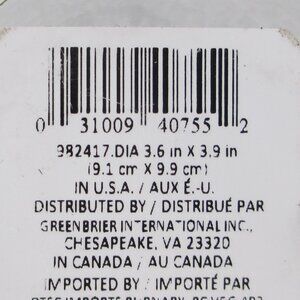 0 31009 40755 2
982417.DIA 3.6 in X 3.9 in
(9.1 cm X 9.9 cm)
IN U.S.A. / AUX É.-U.
DISTRIBUTED BY / DISTRIBUÉ PAR
GREENBRIER INTERNATIONAL INC.,
CHESAPEAKE, VA 23320
IN CANADA / AU CANADA
IMPORTED BY / IMPORTÉ PAR